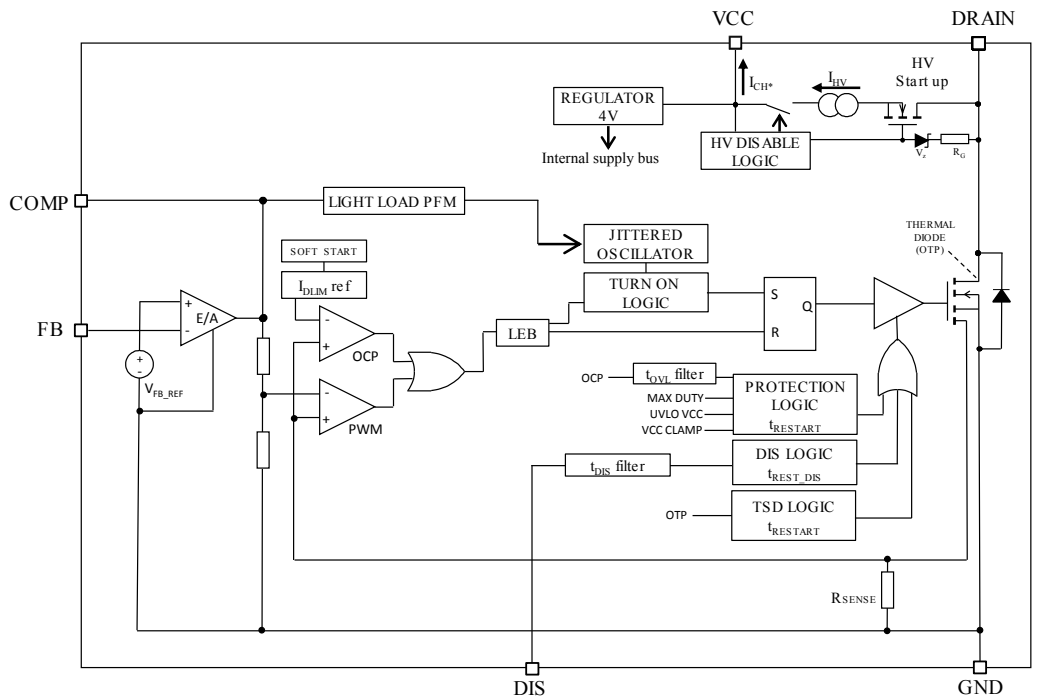 VCC
DRAIN
HV
Start up
I_HV
I_CH*
REGULATOR
4V
Internal supply bus
HV DISABLE
LOGIC
V_z
R_G
COMP
LIGHT LOAD PFM
THERMAL
DIODE
(OTP)
SOFT START
JITTERED
OSCILLATOR
I_DLIM ref
TURN ON
LOGIC
S
Q
R
+
E/A
-
FB
-
+
OCP
LEB
+
-
V_FB_REF
-
+
PWM
OCP
t_OVL filter
MAX DUTY
UVLO VCC
VCC CLAMP
PROTECTION
LOGIC
t_RESTART
t_DIS filter
DIS LOGIC
t_REST_DIS
OTP
TSD LOGIC
t_RESTART
R_SENSE
DIS
GND